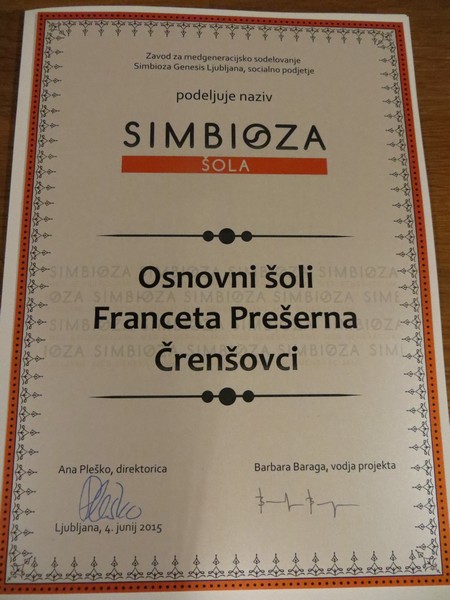 Zavod za medgeneracijsko sodelovanje
Simbioza Genesis Ljubljana, socialno podjetje
podeljuje naziv
SIMBIOZA
ŠOLA
Osnovni šoli
Franceta Prešerna
Črenšovci
Ana Pleško, direktorica
Barbara Baraga, vodja projekta
Pleško
Ljubljana, 4. junij 2015